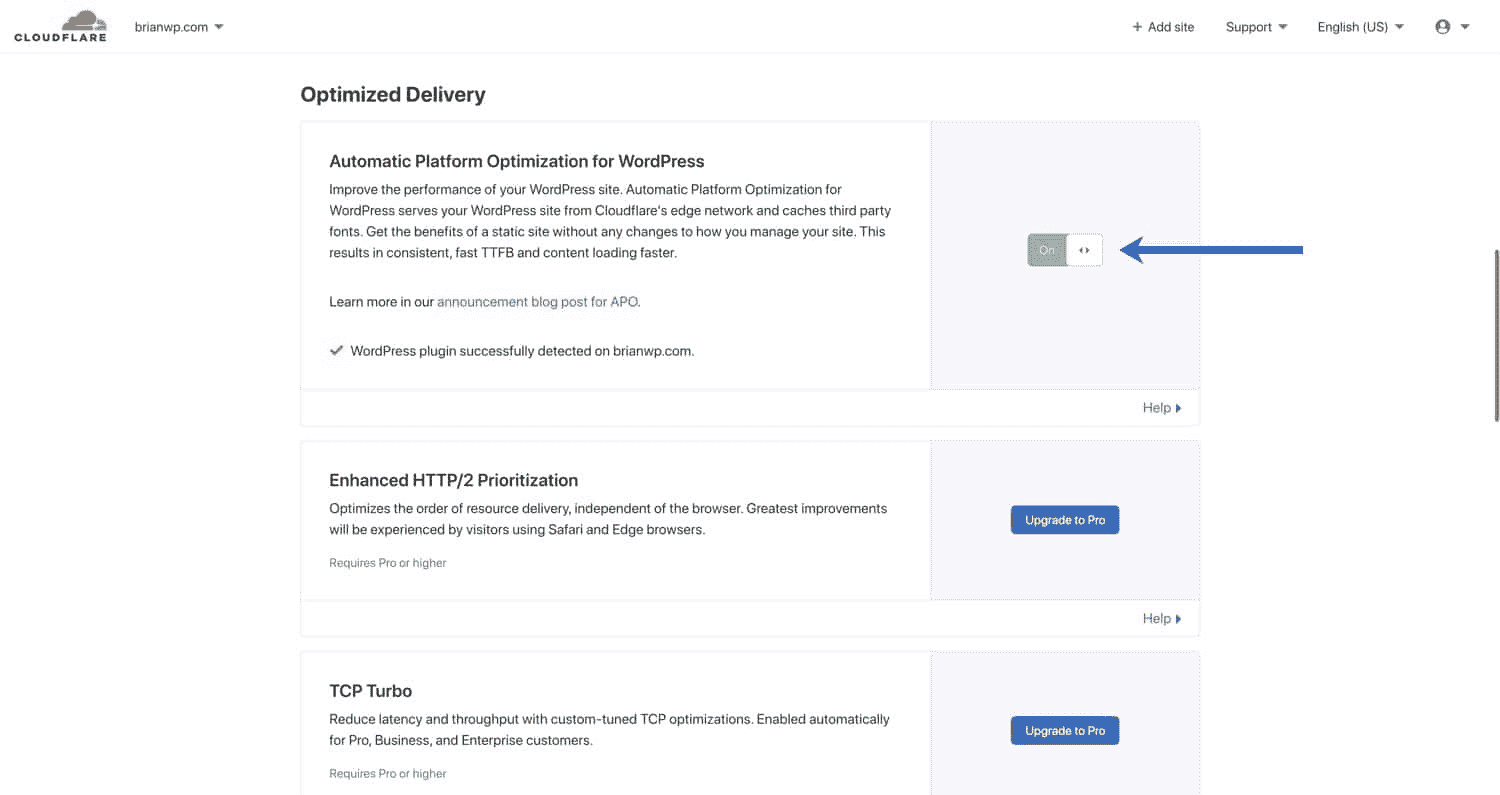 CLOUDFLARE
brianwp.com
+ Add site
Support
English (US)
Optimized Delivery
Automatic Platform Optimization for WordPress
Improve the performance of your WordPress site. Automatic Platform Optimization for
WordPress serves your WordPress site from Cloudflare's edge network and caches third party
fonts. Get the benefits of a static site without any changes to how you manage your site. This
results in consistent, fast TTFB and content loading faster.
On
Learn more in our announcement blog post for APO.
WordPress plugin successfully detected on brianwp.com.
Help
Enhanced HTTP/2 Prioritization
Optimizes the order of resource delivery, independent of the browser. Greatest improvements
will be experienced by visitors using Safari and Edge browsers.
Requires Pro or higher
Upgrade to Pro
Help
TCP Turbo
Reduce latency and throughput with custom-tuned TCP optimizations. Enabled automatically
for Pro, Business, and Enterprise customers.
Requires Pro or higher
Upgrade to Pro